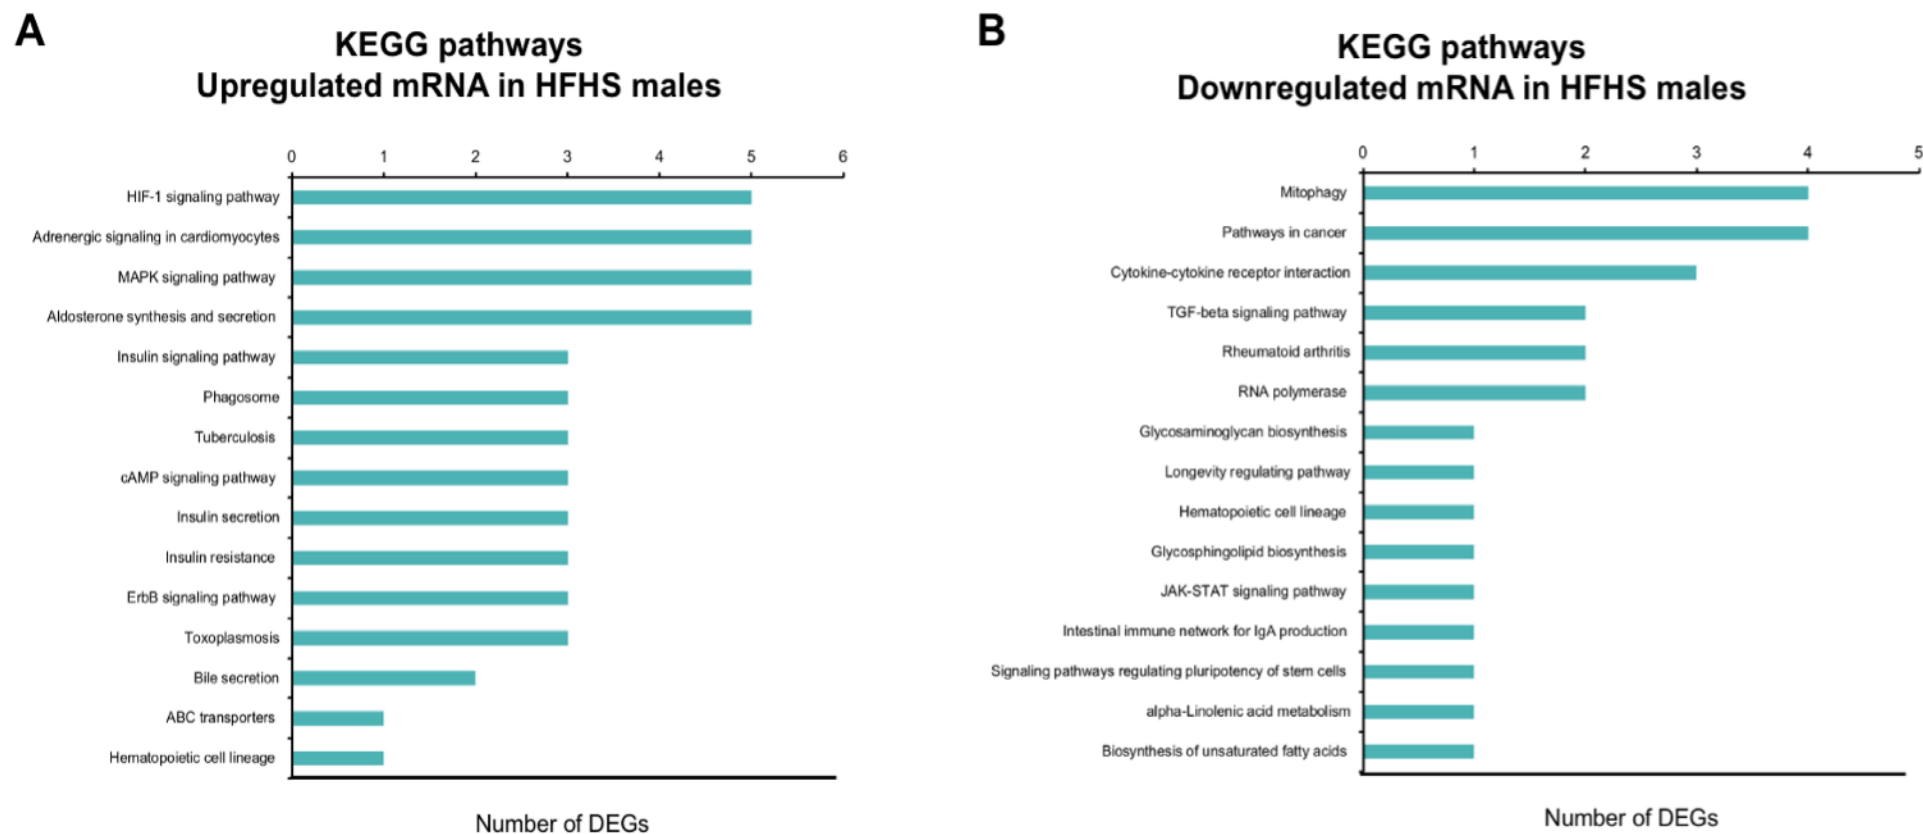 A
KEGG pathways
Upregulated mRNA in HFHS males
0 1 2 3 4 5 6
HIF-1 signaling pathway
Adrenergic signaling in cardiomyocytes
MAPK signaling pathway
Aldosterone synthesis and secretion
Insulin signaling pathway
Phagosome
Tuberculosis
cAMP signaling pathway
Insulin secretion
Insulin resistance
ErbB signaling pathway
Toxoplasmosis
Bile secretion
ABC transporters
Hematopoietic cell lineage
Number of DEGs
B
KEGG pathways
Downregulated mRNA in HFHS males
0 1 2 3 4 5
Mitophagy
Pathways in cancer
Cytokine-cytokine receptor interaction
TGF-beta signaling pathway
Rheumatoid arthritis
RNA polymerase
Glycosaminoglycan biosynthesis
Longevity regulating pathway
Hematopoietic cell lineage
Glycosphingolipid biosynthesis
JAK-STAT signaling pathway
Intestinal immune network for IgA production
Signaling pathways regulating pluripotency of stem cells
alpha-Linolenic acid metabolism
Biosynthesis of unsaturated fatty acids
Number of DEGs